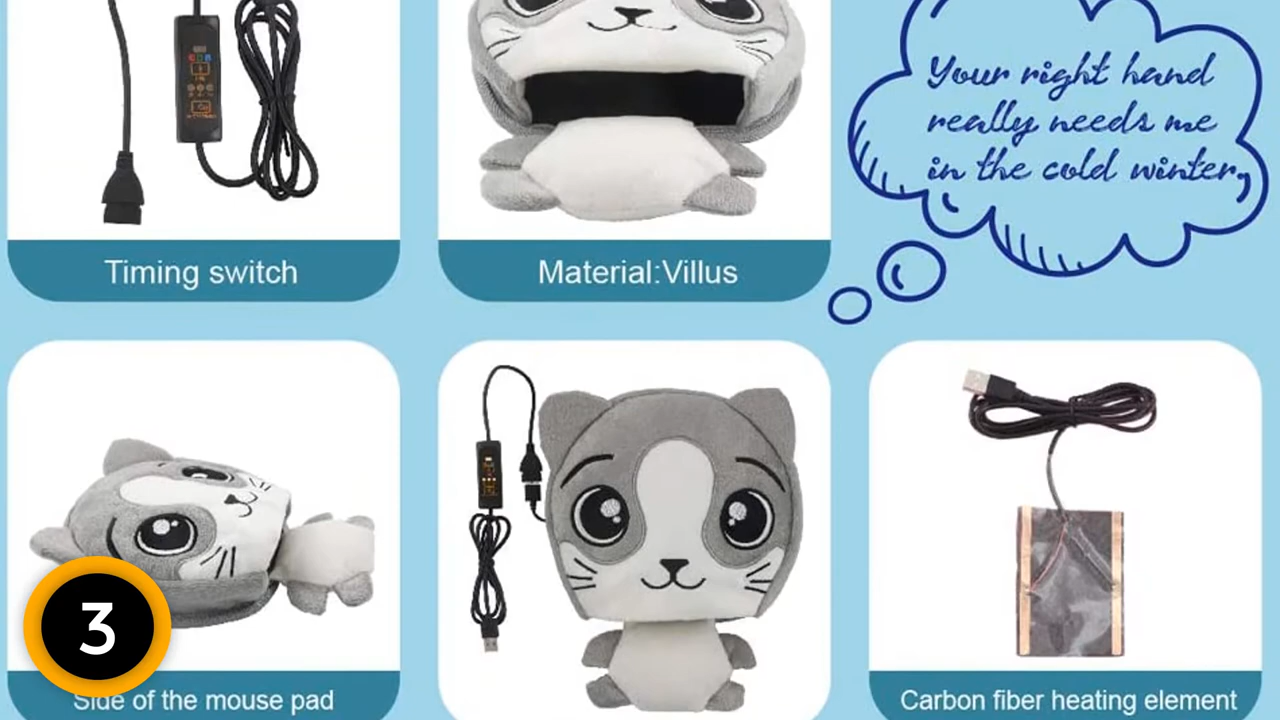 Your right hand
really needs me
in the cold winter,
Timing switch
Material:Villus
3
Side of the mouse pad
Carbon fiber heating element